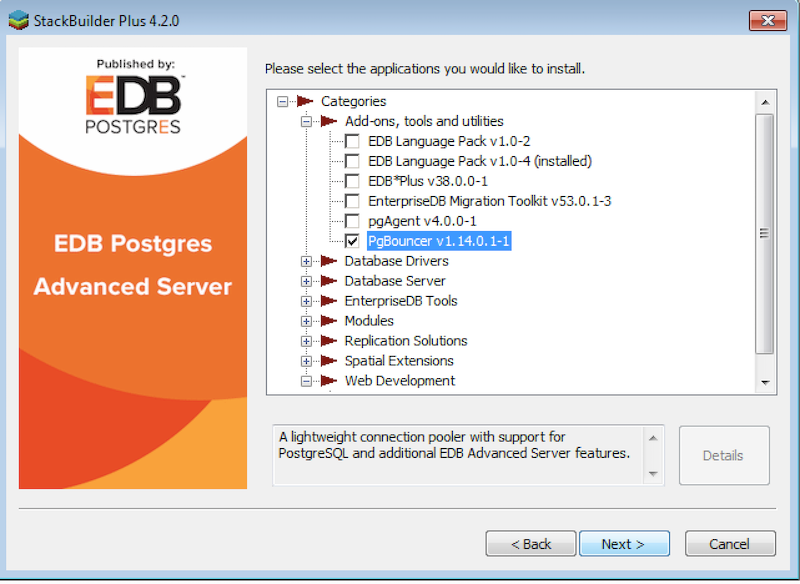 StackBuilder Plus 4.2.0
Published by:
EDB
POSTGRES
EDB Postgres
Advanced Server
Please select the applications you would like to install.
Categories
Add-ons, tools and utilities
EDB Language Pack v1.0-2
EDB Language Pack v1.0-4 (installed)
EDB*Plus v38.0.0-1
EnterpriseDB Migration Toolkit v53.0.1-3
pgAgent v4.0.0-1
PgBouncer v1.14.0.1-1
Database Drivers
Database Server
EnterpriseDB Tools
Modules
Replication Solutions
Spatial Extensions
Web Development
A lightweight connection pooler with support for
PostgreSQL and additional EDB Advanced Server features.
Details
< Back
Next >
Cancel